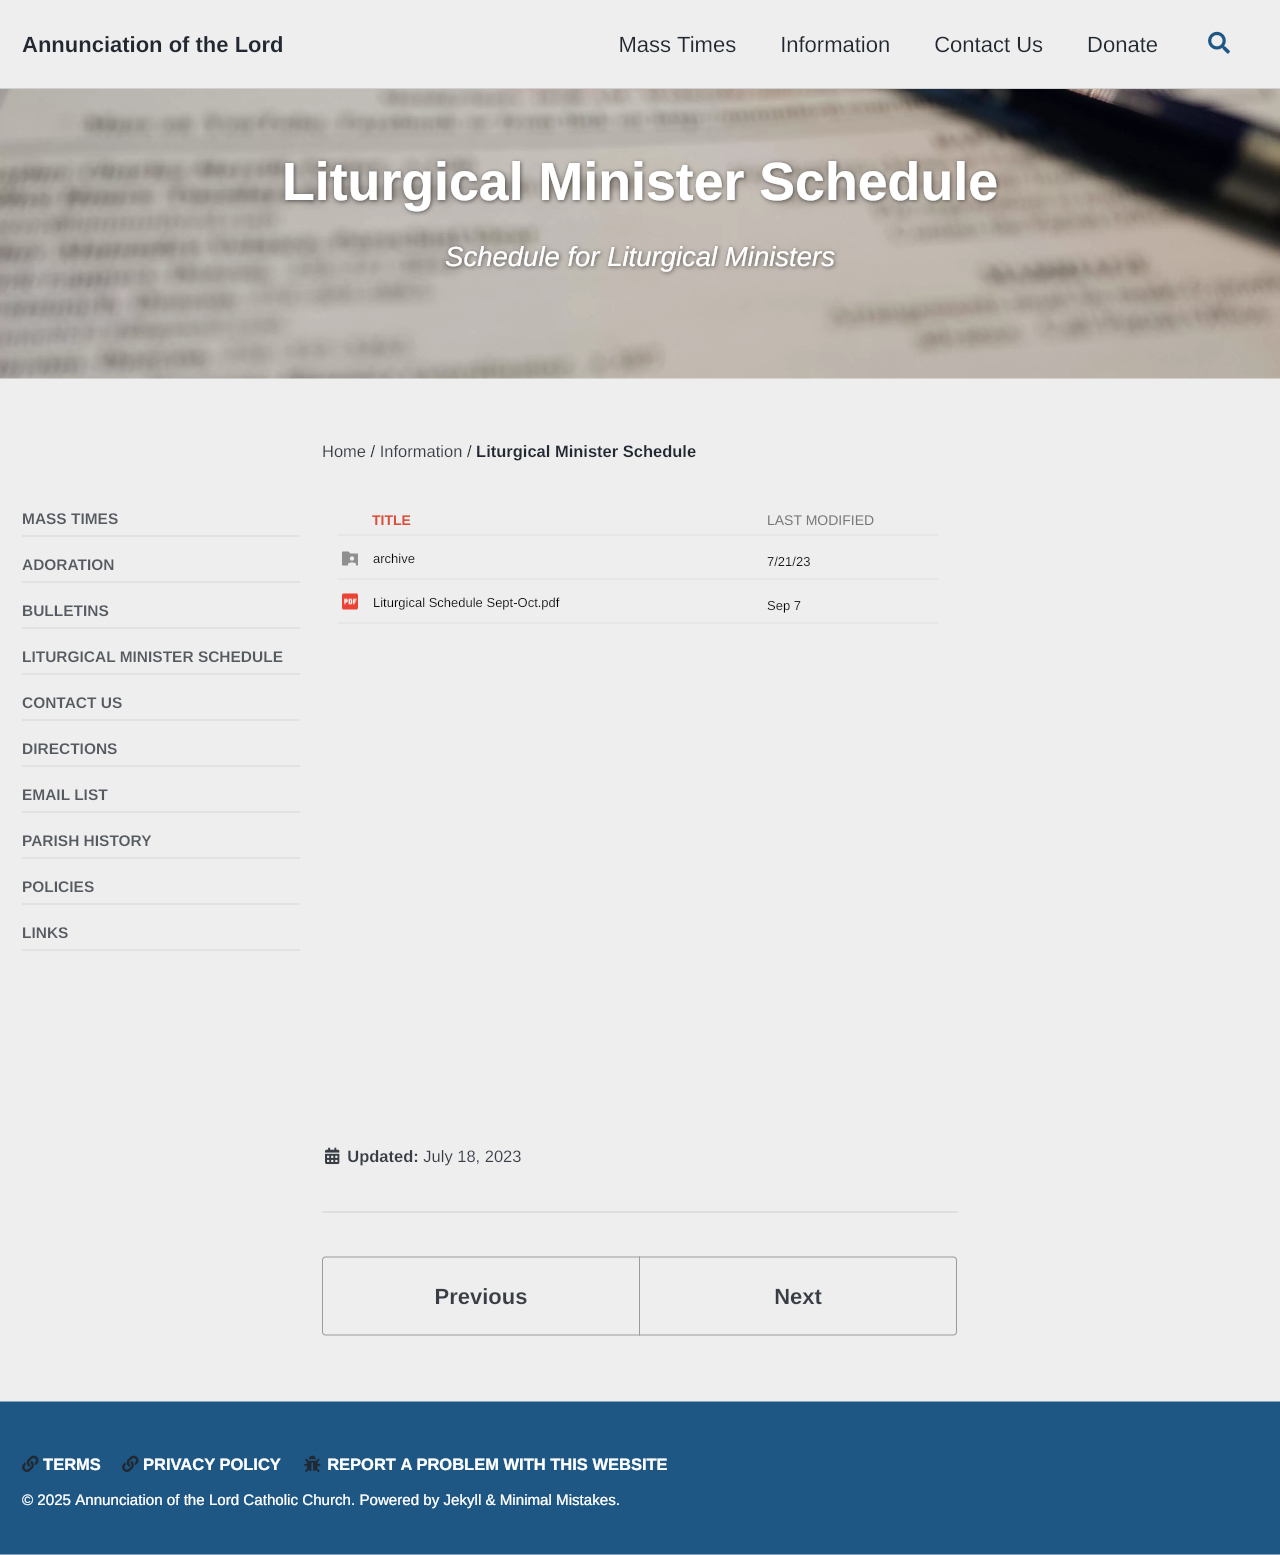 Annunciation of the Lord
Mass Times
Information
Contact Us
Donate
Liturgical Minister Schedule
Schedule for Liturgical Ministers
Home / Information / Liturgical Minister Schedule
MASS TIMES
ADORATION
BULLETINS
LITURGICAL MINISTER SCHEDULE
CONTACT US
DIRECTIONS
EMAIL LIST
PARISH HISTORY
POLICIES
LINKS
TITLE LAST MODIFIED
archive 7/21/23
PDF Liturgical Schedule Sept-Oct.pdf Sep 7
Updated: July 18, 2023
Previous
Next
TERMS
PRIVACY POLICY
REPORT A PROBLEM WITH THIS WEBSITE
© 2025 Annunciation of the Lord Catholic Church. Powered by Jekyll & Minimal Mistakes.